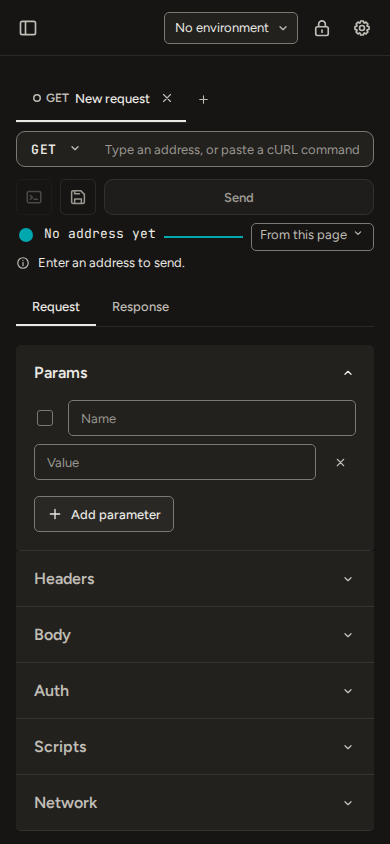 No environment
GET New request
GET Type an address, or paste a cURL command
Send
No address yet From this page
Enter an address to send.
Request Response
Params
Name
Value
Add parameter
Headers
Body
Auth
Scripts
Network